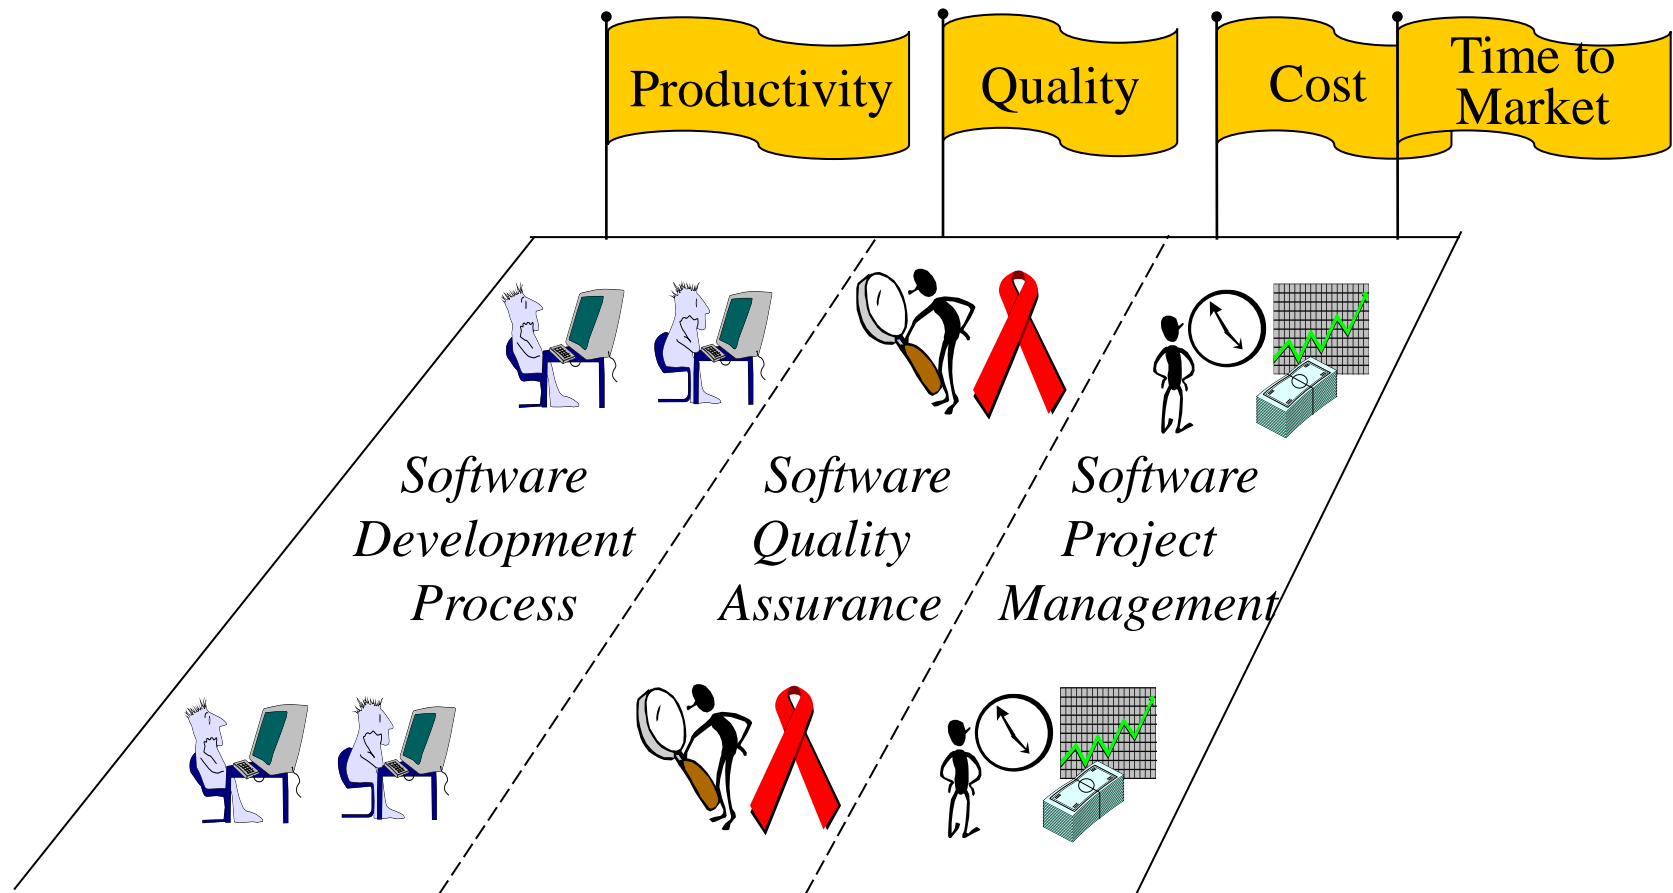 Productivity
Quality
Cost
Time to
Market
Software
Development
Process
Software
Quality
Assurance
Software
Project
Management